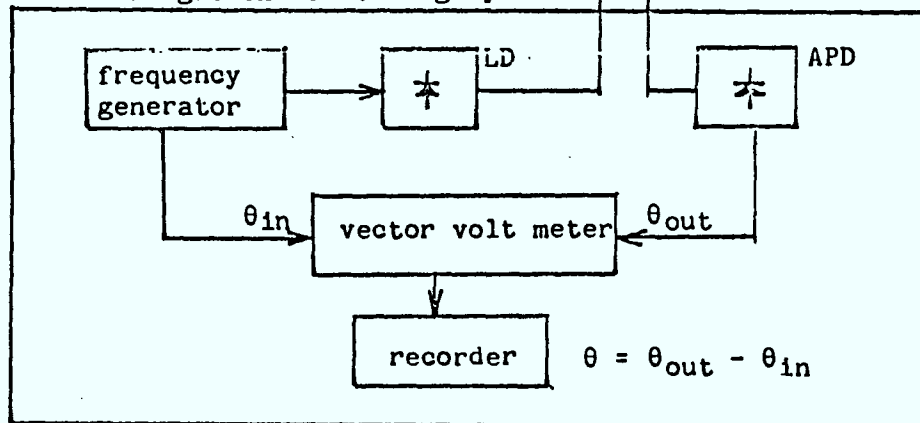 LD
APD
frequency
generator
θin
vector volt meter
θout
recorder
θ = θout - θin